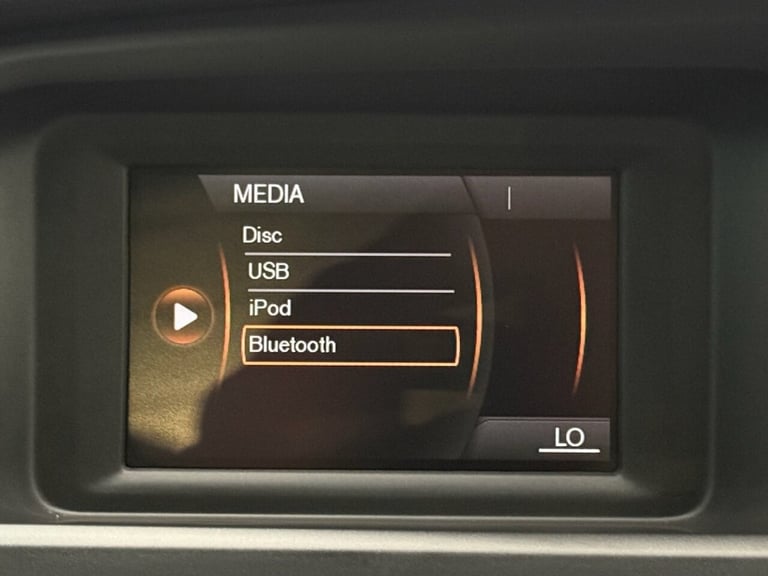 MEDIA
Disc
USB
iPod
Bluetooth
LO